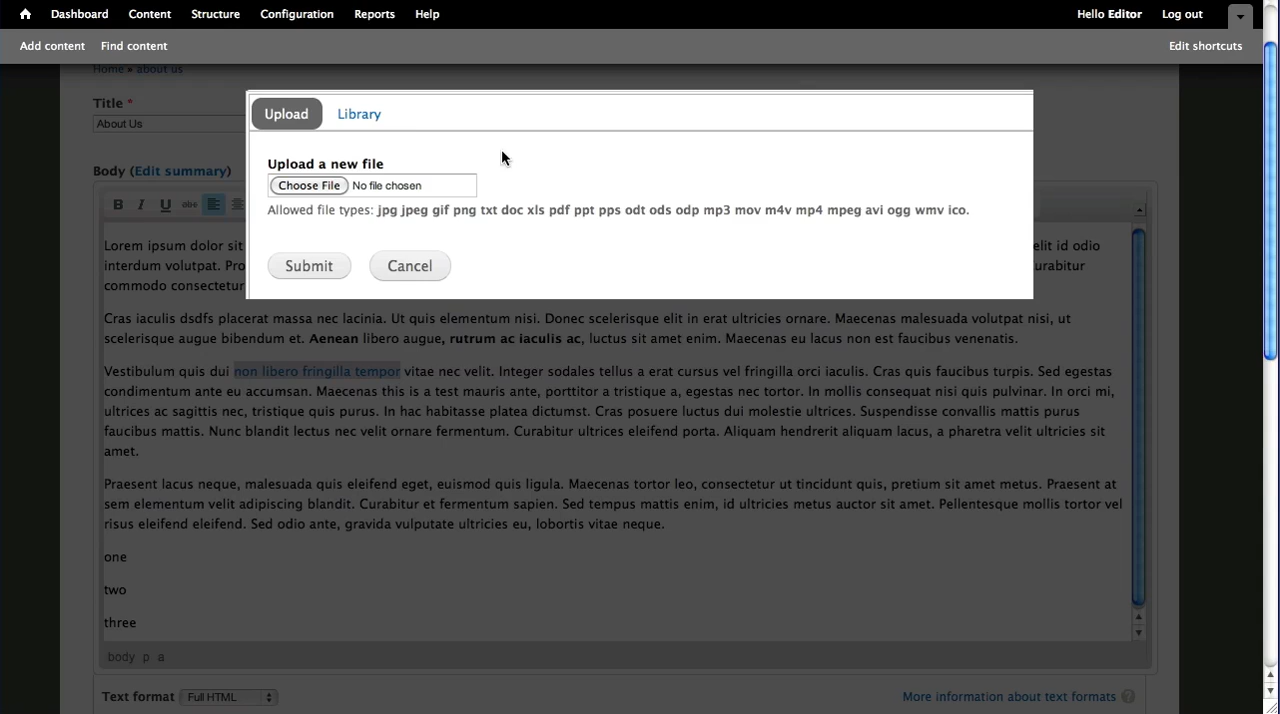 Dashboard Content Structure Configuration Reports Help Hello Editor Log out
Add content Find content Edit shortcuts
Home » about us
Title *
About Us
Upload Library
Upload a new file
Choose File No file chosen
Allowed file types: jpg jpeg gif png txt doc xls pdf ppt pps odt ods odp mp3 mov m4v mp4 mpeg avi ogg wmv ico.
Submit Cancel
Body (Edit summary)
B I U abc
Lorem ipsum dolor sit elit id odio
interdum volutpat. Pro urabitur
commodo consectetur
Cras iaculis dsdfs placerat massa nec lacinia. Ut quis elementum nisi. Donec scelerisque elit in erat ultricies ornare. Maecenas malesuada volutpat nisi, ut
scelerisque augue bibendum et. Aenean libero augue, rutrum ac iaculis ac, luctus sit amet enim. Maecenas eu lacus non est faucibus venenatis.
Vestibulum quis dui non libero fringilla tempor vitae nec velit. Integer sodales tellus a erat cursus vel fringilla orci iaculis. Cras quis faucibus turpis. Sed egestas
condimentum ante eu accumsan. Maecenas this is a test mauris ante, porttitor a tristique a, egestas nec tortor. In mollis consequat nisi quis pulvinar. In orci mi,
ultrices ac sagittis nec, tristique quis purus. In hac habitasse platea dictumst. Cras posuere luctus dui molestie ultrices. Suspendisse convallis mattis purus
faucibus mattis. Nunc blandit lectus nec velit ornare fermentum. Curabitur ultrices eleifend porta. Aliquam hendrerit aliquam lacus, a pharetra velit ultricies sit
amet.
Praesent lacus neque, malesuada quis eleifend eget, euismod quis ligula. Maecenas tortor leo, consectetur ut tincidunt quis, pretium sit amet metus. Praesent at
sem elementum velit adipiscing blandit. Curabitur et fermentum sapien. Sed tempus mattis enim, id ultricies metus auctor sit amet. Pellentesque mollis tortor vel
risus eleifend eleifend. Sed odio ante, gravida vulputate ultricies eu, lobortis vitae neque.
one
two
three
body p a
Text format Full HTML More information about text formats ?